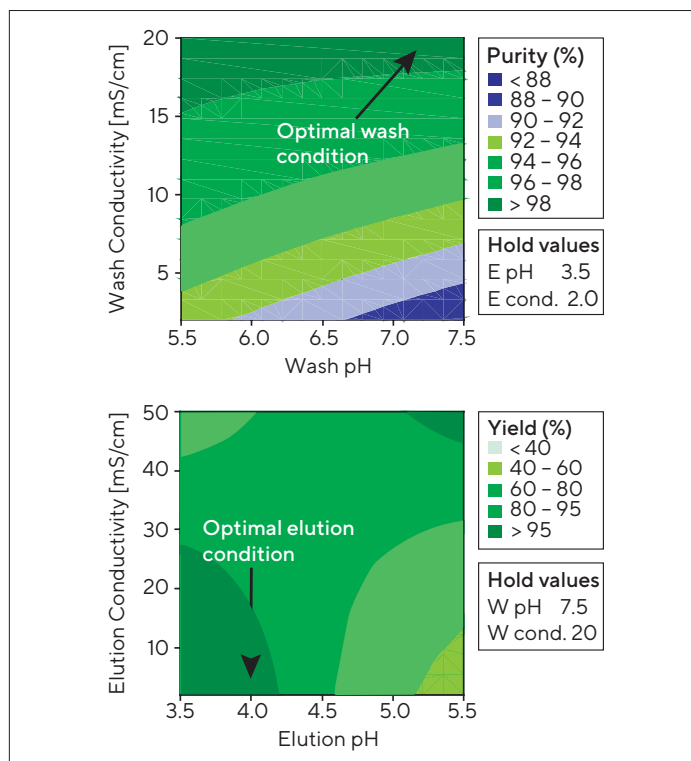 20
15
10
5
Wash Conductivity [mS/cm]
Optimal wash
condition
5.5 6.0 6.5 7.0 7.5
Wash pH
Purity (%)
< 88
88 – 90
90 – 92
92 – 94
94 – 96
96 – 98
> 98
Hold values
E pH 3.5
E cond. 2.0
50
40
30
20
10
Elution Conductivity [mS/cm]
Optimal elution
condition
3.5 4.0 4.5 5.0 5.5
Elution pH
Yield (%)
< 40
40 – 60
60 – 80
80 – 95
> 95
Hold values
W pH 7.5
W cond. 20